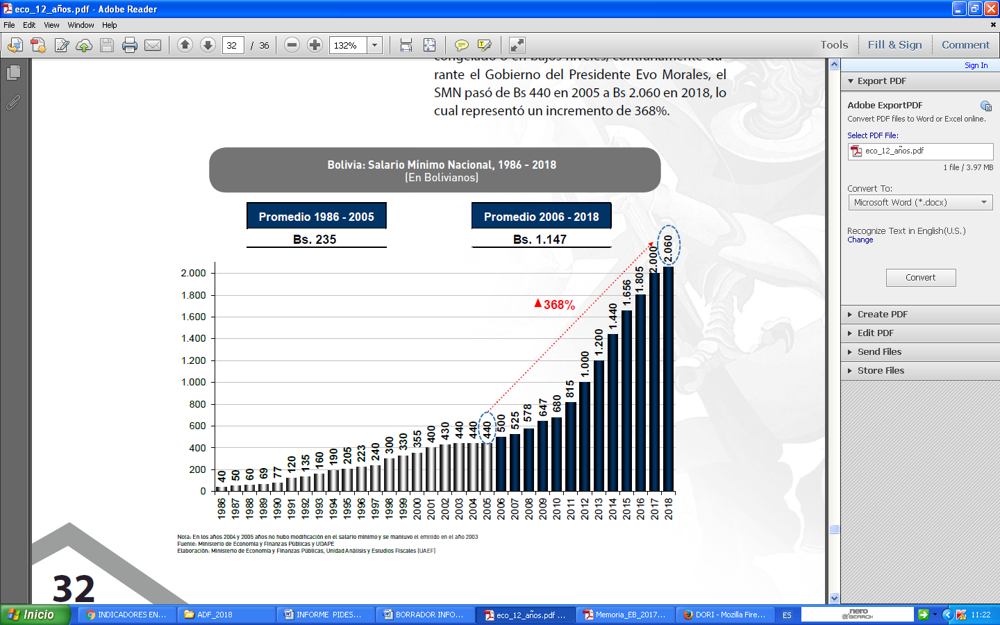 eco_12_años.pdf - Adobe Reader
File Edit View Window Help
32 / 36 132% Tools Fill & Sign Comment
Sign In
Export PDF
Adobe ExportPDF
Convert PDF files to Word or Excel online.
Select PDF File:
eco_12_años.pdf
1 file / 3.97 MB
Convert To:
Microsoft Word (*.docx)
Recognize Text in English(U.S.)
Change
Convert
Create PDF
Edit PDF
Send Files
Store Files
congelado o en bajos niveles, contrariamente du-
rante el Gobierno del Presidente Evo Morales, el
SMN pasó de Bs 440 en 2005 a Bs 2.060 en 2018, lo
cual representó un incremento de 368%.
Bolivia: Salario Mínimo Nacional, 1986 - 2018
(En Bolivianos)
Promedio 1986 - 2005
Bs. 235
Promedio 2006 - 2018
Bs. 1.147
368%
2.000
1.800
1.600
1.400
1.200
1.000
800
600
400
200
0
40 50 60 69 77 120 135 160 190 205 223 240 300 330 355 400 430 440 440 440 500 525 578 647 680 815 1.000 1.200 1.440 1.656 1.805 2.000 2.060
1986 1987 1988 1989 1990 1991 1992 1993 1994 1995 1996 1997 1998 1999 2000 2001 2002 2003 2004 2005 2006 2007 2008 2009 2010 2011 2012 2013 2014 2015 2016 2017 2018
Nota: En los años 2004 y 2005 años no hubo modificación en el salario mínimo y se mantuvo el emitido en el año 2003
Fuente: Ministerio de Economía y Finanzas Públicas y UDAPE
Elaboración: Ministerio de Economía y Finanzas Públicas, Unidad Análisis y Estudios Fiscales (UAEF)
32
Inicio INDICADORES EN... ADF_2018 INFORME PIDES... BORRADOR INFO... eco_12_años.pdf ... Memoria_EB_2017... DORI - Mozilla Fire... ES nero SEARCH 11:22